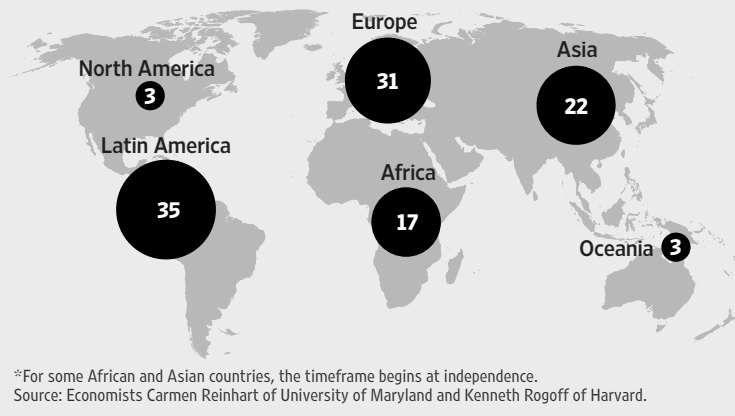 Europe
31
Asia
22
North America
3
Latin America
35
Africa
17
Oceania 3
*For some African and Asian countries, the timeframe begins at independence.
Source: Economists Carmen Reinhart of University of Maryland and Kenneth Rogoff of Harvard.